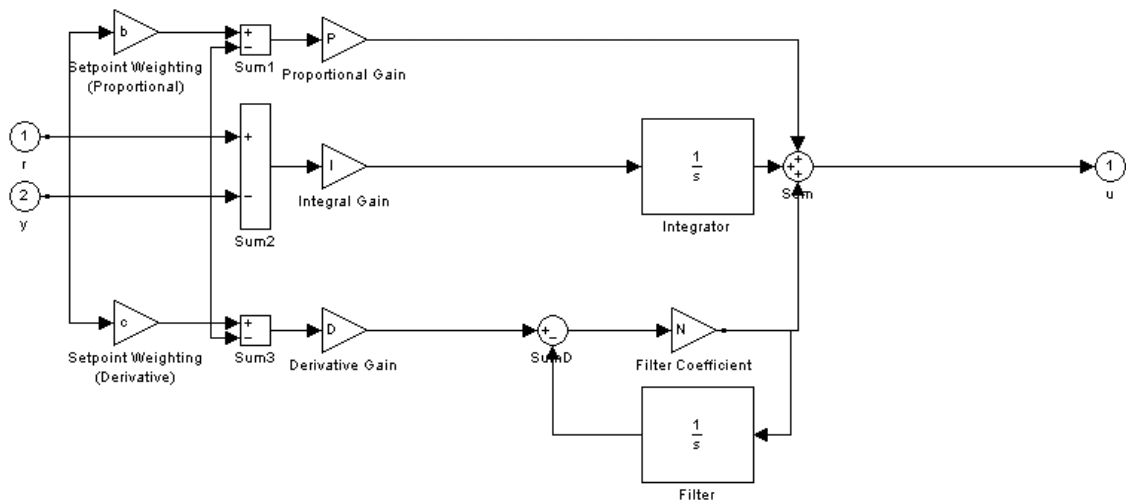 b
+
−
P
Setpoint Weighting
(Proportional)
Sum1
Proportional Gain
1
r
2
y
+
−
Sum2
I
Integral Gain
1
s
Integrator
+
+
+
Sum
1
u
c
Setpoint Weighting
(Derivative)
+
−
Sum3
D
Derivative Gain
+
−
SumD
N
Filter Coefficient
1
s
Filter